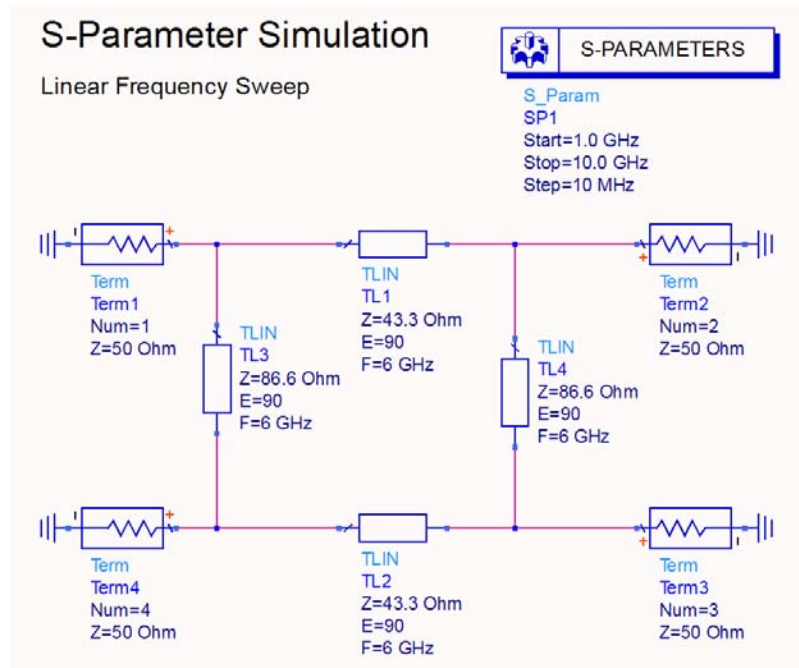 S-Parameter Simulation
Linear Frequency Sweep
S-PARAMETERS
S_Param
SP1
Start=1.0 GHz
Stop=10.0 GHz
Step=10 MHz
Term
Term1
Num=1
Z=50 Ohm
TLIN
TL1
Z=43.3 Ohm
E=90
F=6 GHz
Term
Term2
Num=2
Z=50 Ohm
TLIN
TL3
Z=86.6 Ohm
E=90
F=6 GHz
TLIN
TL4
Z=86.6 Ohm
E=90
F=6 GHz
Term
Term4
Num=4
Z=50 Ohm
TLIN
TL2
Z=43.3 Ohm
E=90
F=6 GHz
Term
Term3
Num=3
Z=50 Ohm